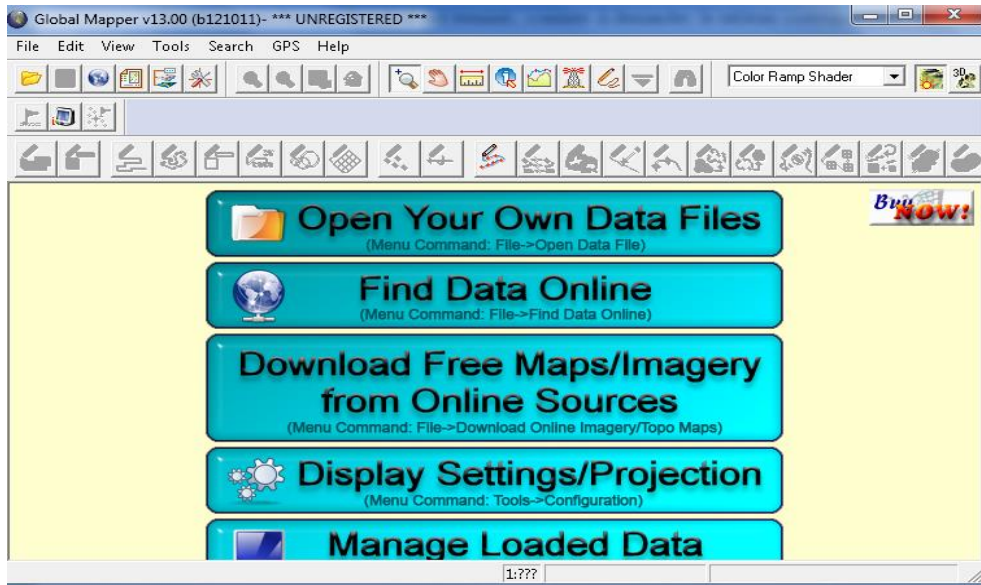 Global Mapper v13.00 (b121011)- *** UNREGISTERED ***
File Edit View Tools Search GPS Help
Color Ramp Shader
3D
Open Your Own Data Files
(Menu Command: File->Open Data File)
Buy
NOW!
Find Data Online
(Menu Command: File->Find Data Online)
Download Free Maps/Imagery
from Online Sources
(Menu Command: File->Download Online Imagery/Topo Maps)
Display Settings/Projection
(Menu Command: Tools->Configuration)
Manage Loaded Data
1:???